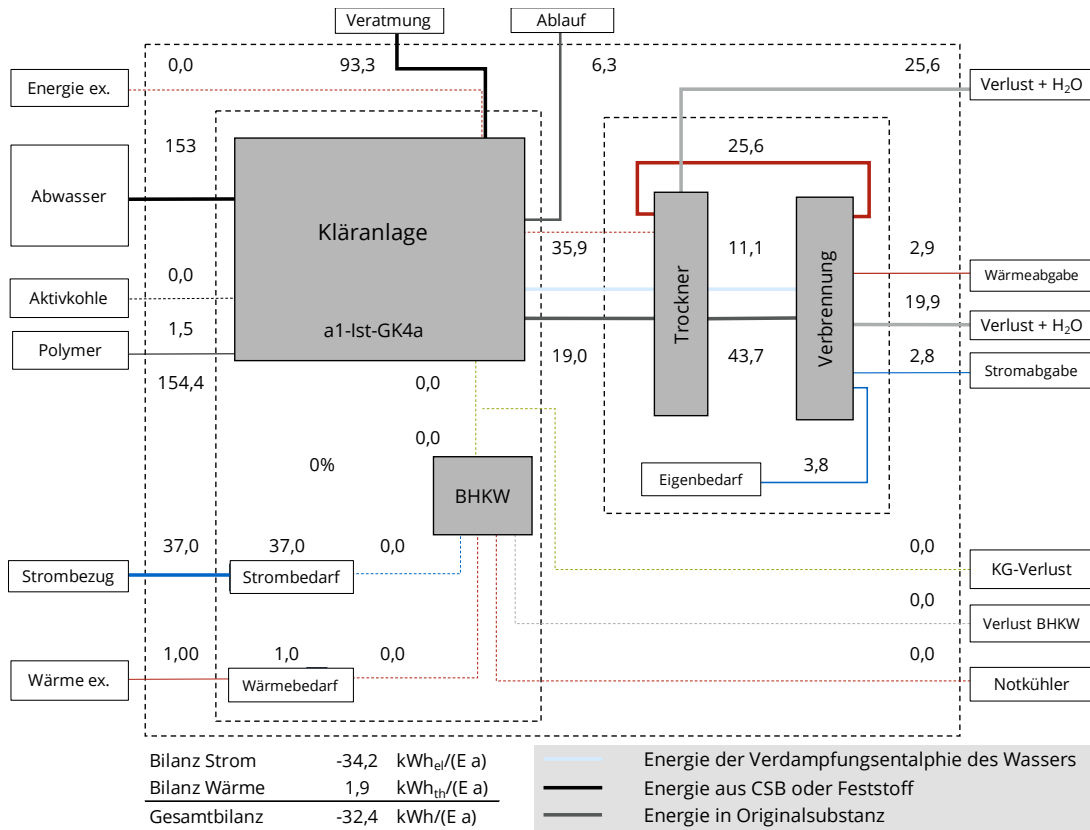 Veratmung
Ablauf
0,0
93,3
6,3
25,6
Energie ex.
Verlust + H₂O
153
25,6
Abwasser
Kläranlage
35,9
11,1
2,9
Trockner
Verbrennung
0,0
Wärmeabgabe
Aktivkohle
19,9
1,5
a1-Ist-GK4a
Verlust + H₂O
Polymer
19,0
43,7
2,8
154,4
0,0
Stromabgabe
0,0
0%
3,8
BHKW
Eigenbedarf
37,0
37,0
0,0
0,0
Strombezug
Strombedarf
KG-Verlust
0,0
Verlust BHKW
1,00
1,0
0,0
0,0
Wärme ex.
Wärmebedarf
Notkühler
Bilanz Strom -34,2 kWhel/(E a)
Bilanz Wärme 1,9 kWhth/(E a)
Gesamtbilanz -32,4 kWh/(E a)
Energie der Verdampfungsentalphie des Wassers
Energie aus CSB oder Feststoff
Energie in Originalsubstanz